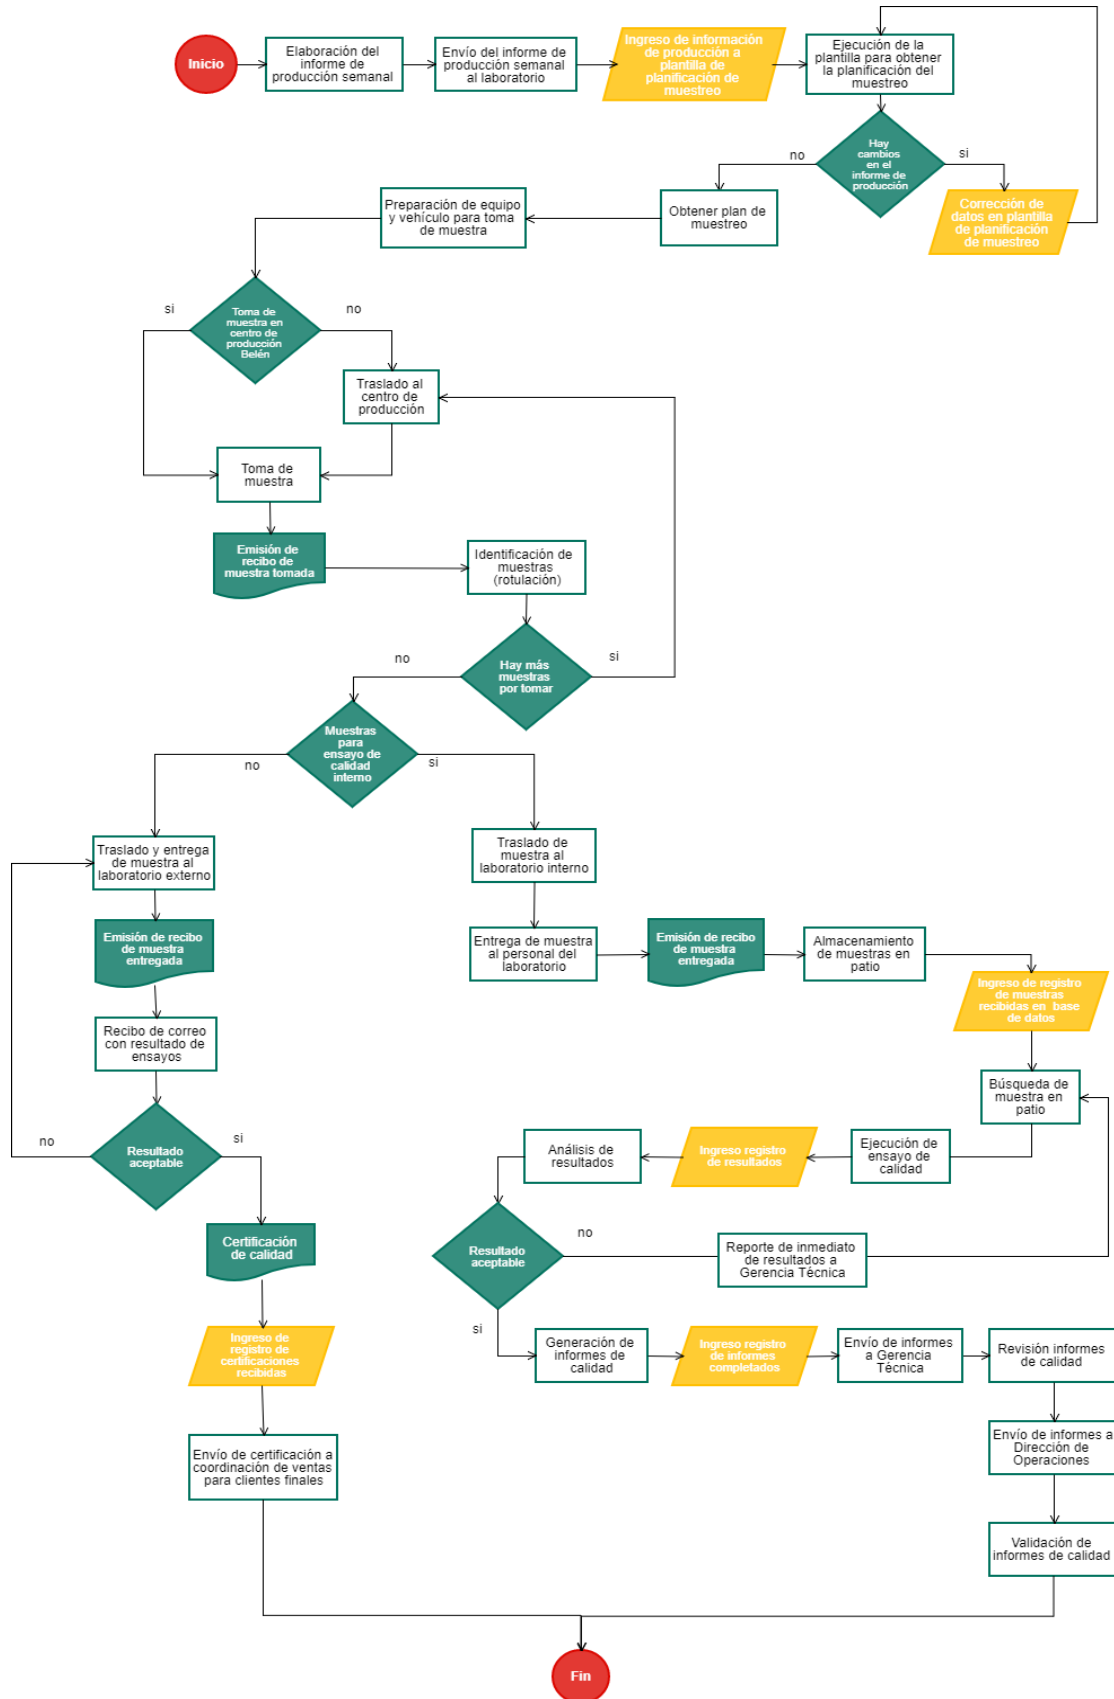 Inicio
Elaboración del
informe de
producción semanal
Envío del informe de
producción semanal
al laboratorio
Ingreso de información
de producción a
plantilla de
planificación de
muestreo
Ejecución de la
plantilla para obtener
la planificación del
muestreo
Hay
cambios
en el
informe de
producción
no
si
Corrección de
datos en plantilla
de planificación
de muestreo
Obtener plan de
muestreo
Preparación de equipo
y vehículo para toma
de muestra
Toma de
muestra en
centro de
producción
Belén
si
no
Traslado al
centro de
producción
Toma de
muestra
Emisión de
recibo de
muestra tomada
Identificación de
muestras
(rotulación)
Hay más
muestras
por tomar
no
si
Muestras
para
ensayo de
calidad
interno
no
si
Traslado y entrega
de muestra al
laboratorio externo
Traslado de
muestra al
laboratorio interno
Emisión de recibo
de muestra
entregada
Entrega de muestra
al personal del
laboratorio
Emisión de recibo
de muestra
entregada
Almacenamiento
de muestras en
patio
Ingreso de registro
de muestras
recibidas en base
de datos
Recibo de correo
con resultado de
ensayos
Búsqueda de
muestra en
patio
Resultado
aceptable
no
si
Análisis de
resultados
Ingreso registro
de resultados
Ejecución de
ensayo de
calidad
Certificación
de calidad
Resultado
aceptable
no
Reporte de inmediato
de resultados a
Gerencia Técnica
si
Ingreso de
registro de
certificaciones
recibidas
Generación de
informes de
calidad
Ingreso registro
de informes
completados
Envío de informes
a Gerencia
Técnica
Revisión informes
de calidad
Envío de certificación a
coordinación de ventas
para clientes finales
Envío de informes a
Dirección de
Operaciones
Validación de
informes de calidad
Fin